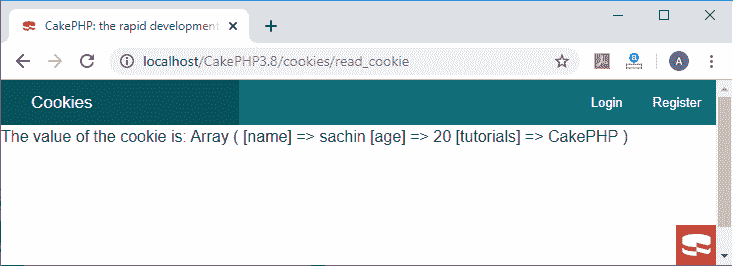 CakePHP: the rapid development
localhost/CakePHP3.8/cookies/read_cookie
A
Cookies Login Register
The value of the cookie is: Array ( [name] => sachin [age] => 20 [tutorials] => CakePHP )